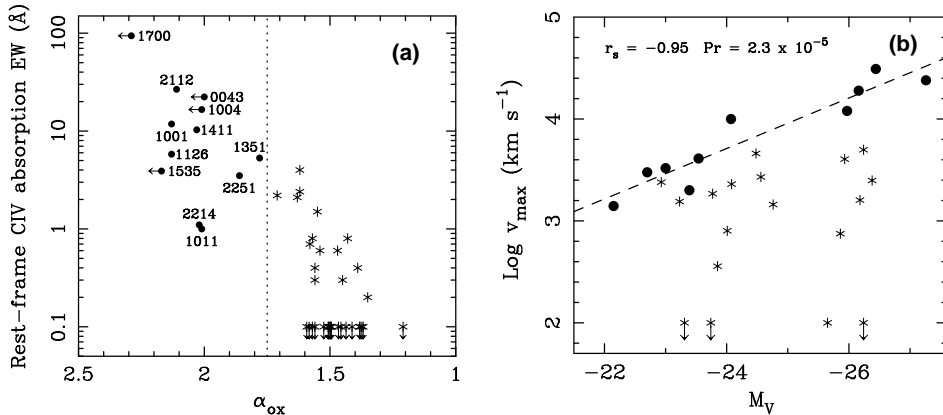 Rest-frame CIV absorption EW (Å)
100
10
1
0.1
(a)
1700
2112
0043
1004
1001
1411
1351
1126
1535
2251
2214
1011
2.5 2 1.5 1
α_ox
Log v_max (km s⁻¹)
5
4
3
2
r_s = −0.95 Pr = 2.3 x 10⁻⁵
(b)
−22 −24 −26
M_V